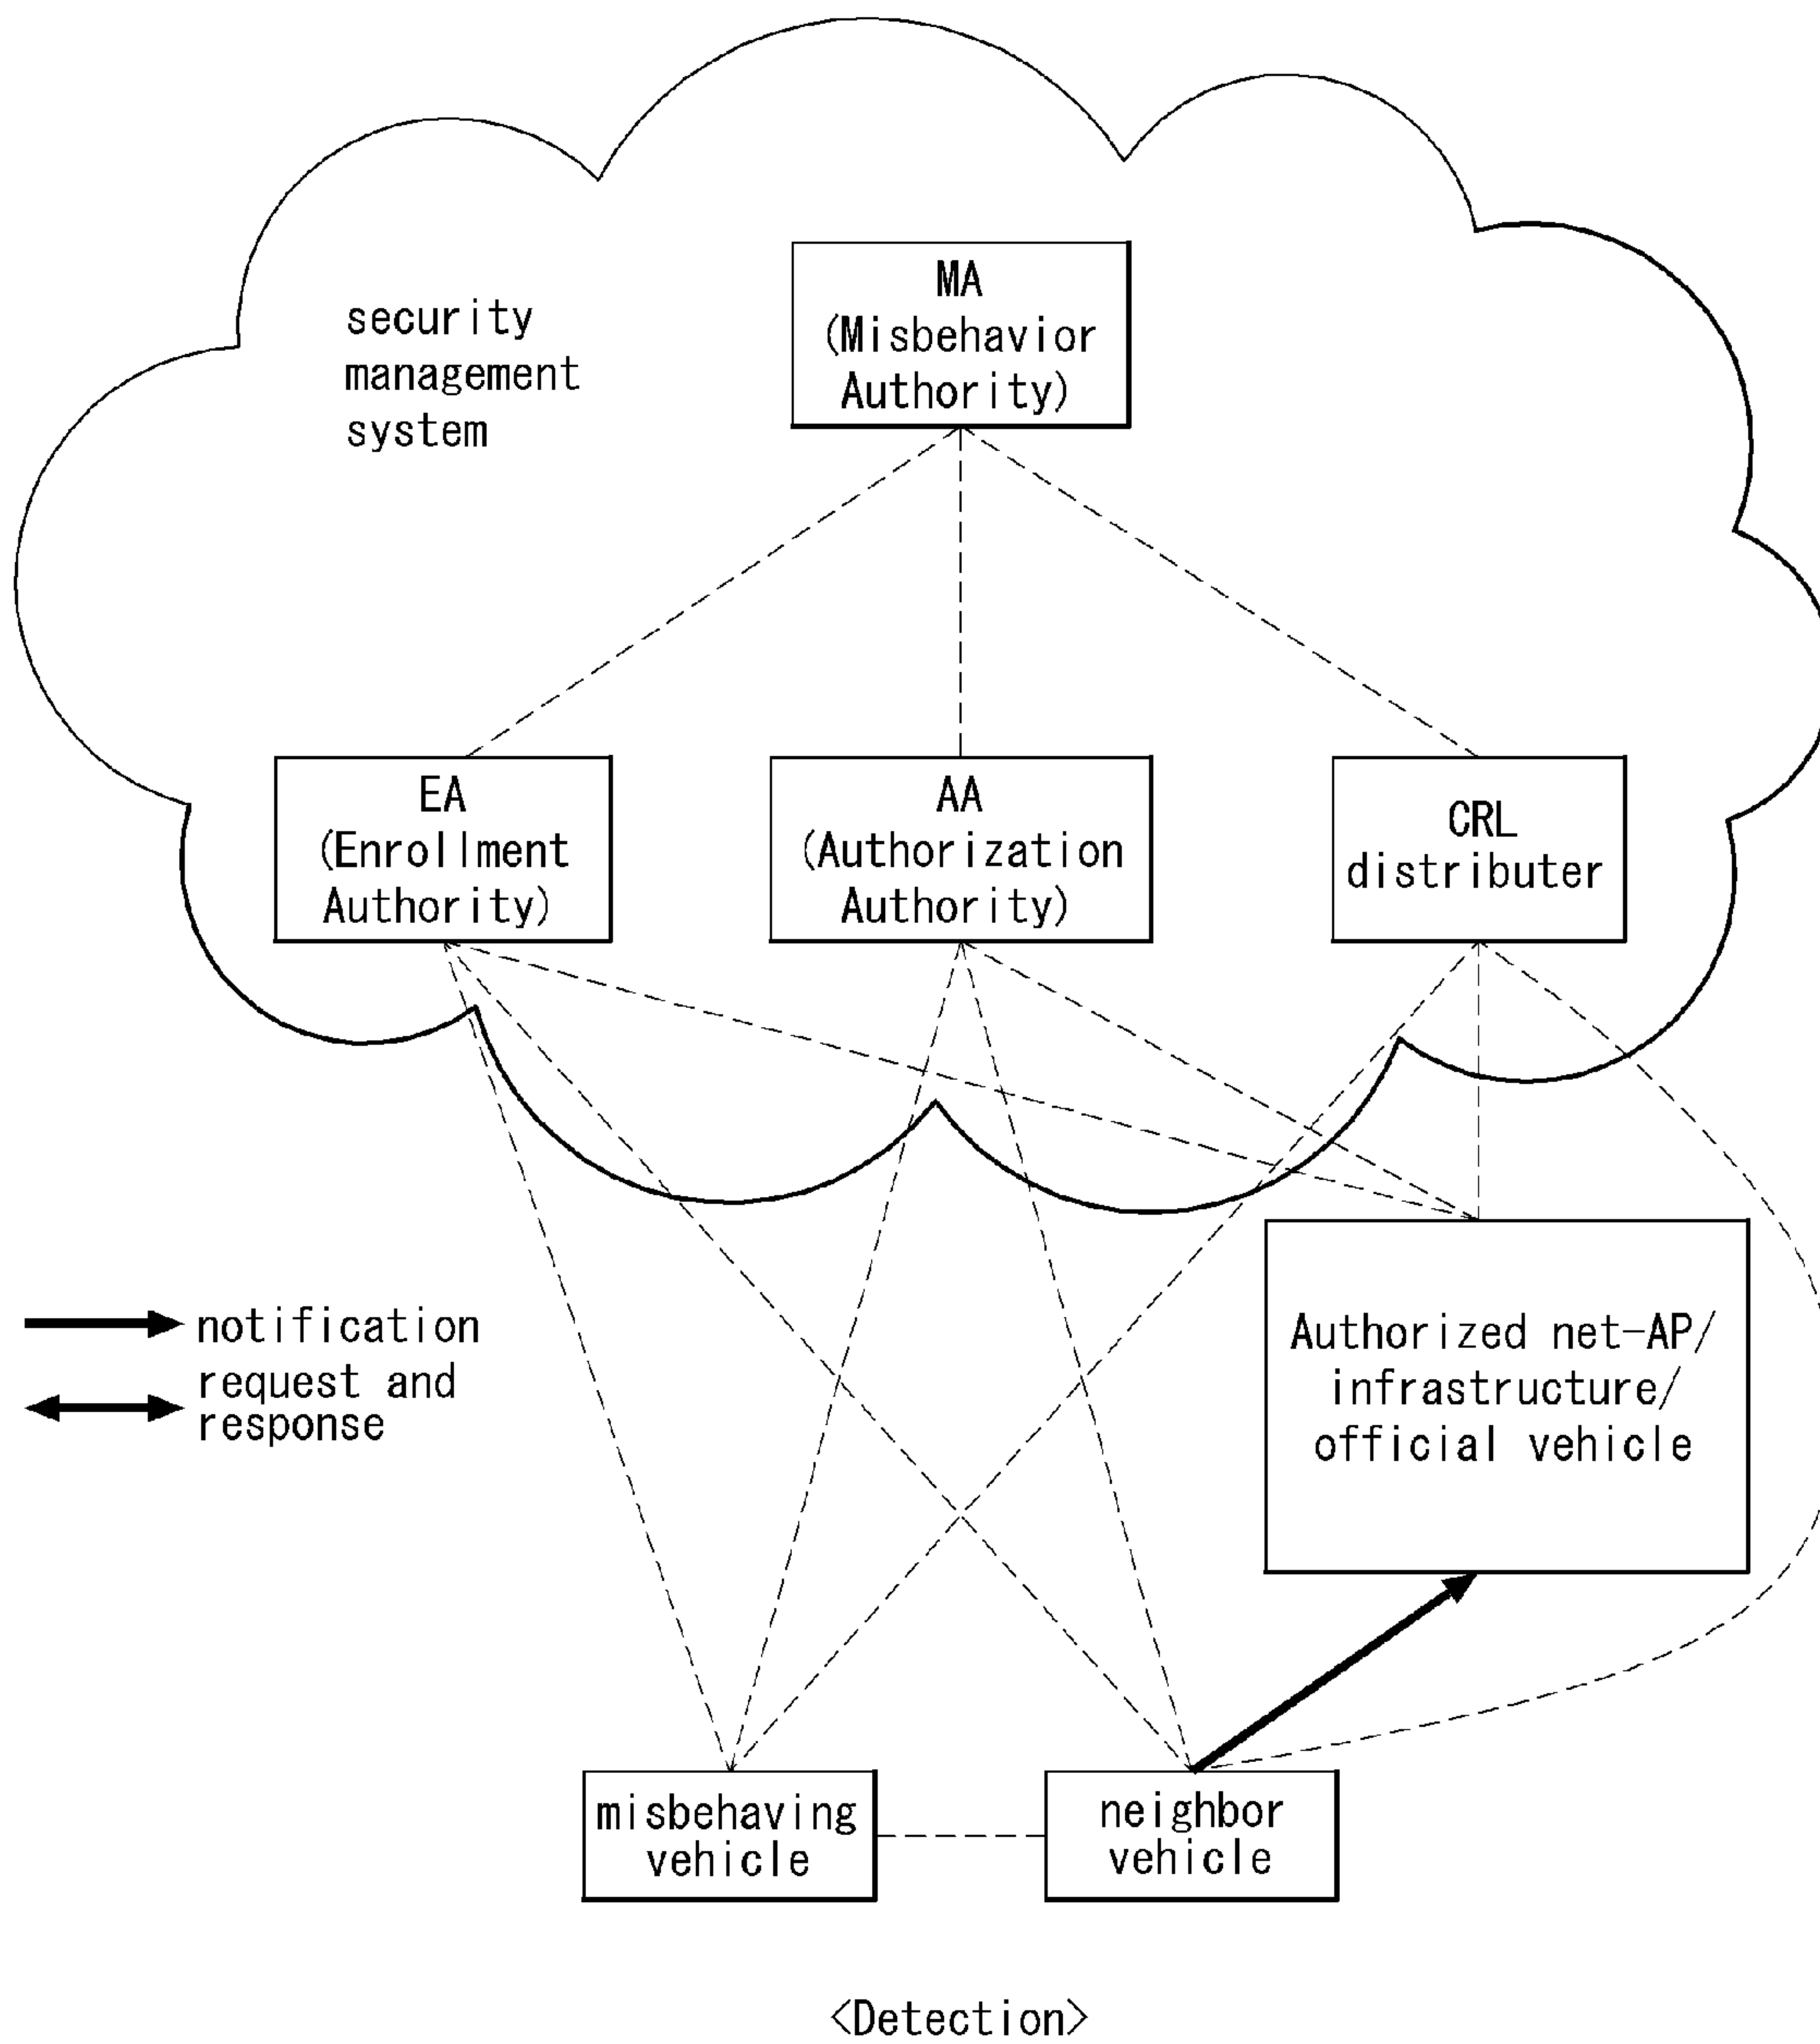 security
management
system
MA
(Misbehavior
Authority)
EA
(Enrollment
Authority)
AA
(Authorization
Authority)
CRL
distributer
notification
request and
response
Authorized net-AP/
infrastructure/
official vehicle
misbehaving
vehicle
neighbor
vehicle
<Detection>